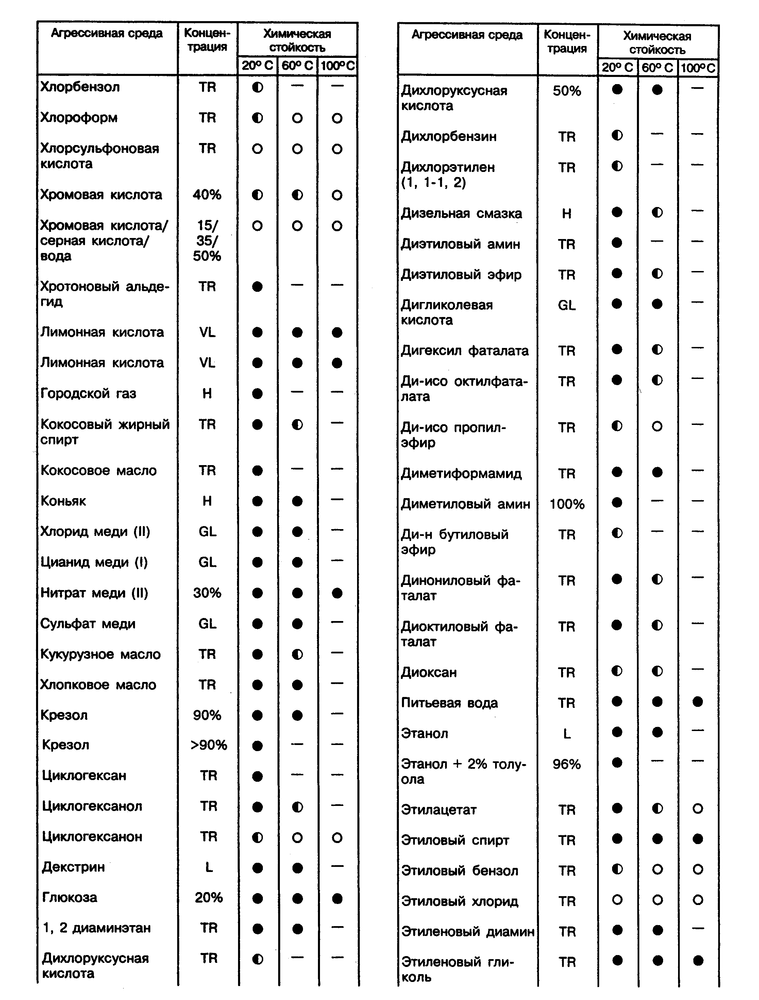 Агрессивная среда Концен- Химическая
трация стойкость
20° C 60° C 100° C
Хлорбензол TR ◐ — —
Хлороформ TR ◐ ○ ○
Хлорсульфоновая TR ○ ○ ○
кислота
Хромовая кислота 40% ◐ ◐ ○
Хромовая кислота/ 15/ ○ ○ ○
серная кислота/ 35/
вода 50%
Хротоновый альде- TR ● — —
гид
Лимонная кислота VL ● ● ●
Лимонная кислота VL ● ● ●
Городской газ H ● — —
Кокосовый жирный TR ● ◐ —
спирт
Кокосовое масло TR ● — —
Коньяк H ● ● —
Хлорид меди (II) GL ● ● —
Цианид меди (I) GL ● ● —
Нитрат меди (II) 30% ● ● ●
Сульфат меди GL ● ● —
Кукурузное масло TR ● ◐ —
Хлопковое масло TR ● ● —
Крезол 90% ● ● —
Крезол >90% ● — —
Циклогексан TR ● — —
Циклогексанол TR ● ◐ —
Циклогексанон TR ◐ ○ ○
Декстрин L ● ● —
Глюкоза 20% ● ● ●
1, 2 диаминэтан TR ● ● —
Дихлоруксусная TR ◐ — —
кислота
Агрессивная среда Концен- Химическая
трация стойкость
20° C 60° C 100° C
Дихлоруксусная 50% ● ● —
кислота
Дихлорбензин TR ◐ — —
Дихлорэтилен TR ◐ — —
(1, 1-1, 2)
Дизельная смазка H ● ◐ —
Диэтиловый амин TR ● — —
Диэтиловый эфир TR ● ◐ —
Дигликолевая GL ● ● —
кислота
Дигексил фаталата TR ● ◐ —
Ди-исо октилфата- TR ● ◐ —
лата
Ди-исо пропил- TR ◐ ○ —
эфир
Диметиформамид TR ● ● —
Диметиловый амин 100% ● — —
Ди-н бутиловый TR ◐ — —
эфир
Динониловый фа- TR ● ◐ —
талат
Диоктиловый фа- TR ● ◐ —
талат
Диоксан TR ◐ ◐ —
Питьевая вода TR ● ● ●
Этанол L ● ● —
Этанол + 2% толу- 96% ● — —
ола
Этилацетат TR ● ◐ ○
Этиловый спирт TR ● ● ●
Этиловый бензол TR ◐ ○ ○
Этиловый хлорид TR ○ ○ ○
Этиленовый диамин TR ● ● —
Этиленовый гли- TR ● ● ●
коль